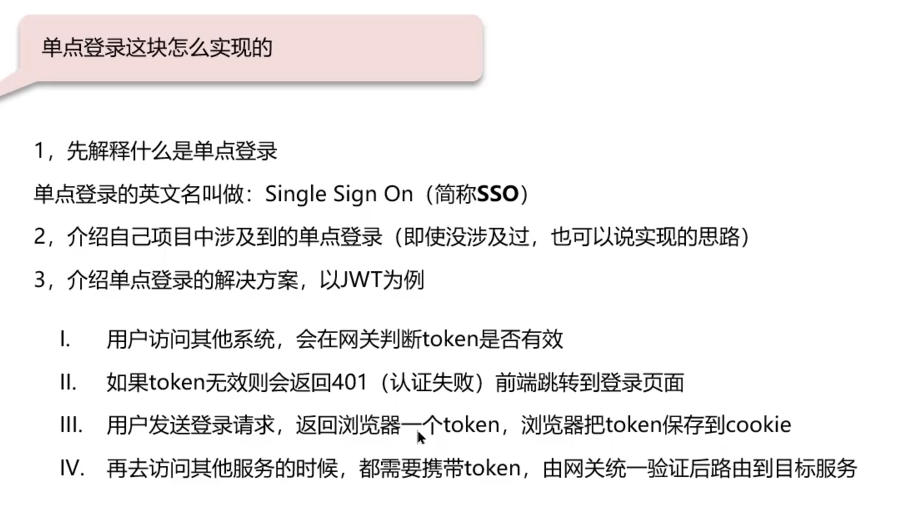 单点登录这块怎么实现的
1，先解释什么是单点登录
单点登录的英文名叫做：Single Sign On（简称SSO）
2，介绍自己项目中涉及到的单点登录（即使没涉及过，也可以说实现的思路）
3，介绍单点登录的解决方案，以JWT为例
I. 用户访问其他系统，会在网关判断token是否有效
II. 如果token无效则会返回401（认证失败）前端跳转到登录页面
III. 用户发送登录请求，返回浏览器一个token，浏览器把token保存到cookie
IV. 再去访问其他服务的时候，都需要携带token，由网关统一验证后路由到目标服务